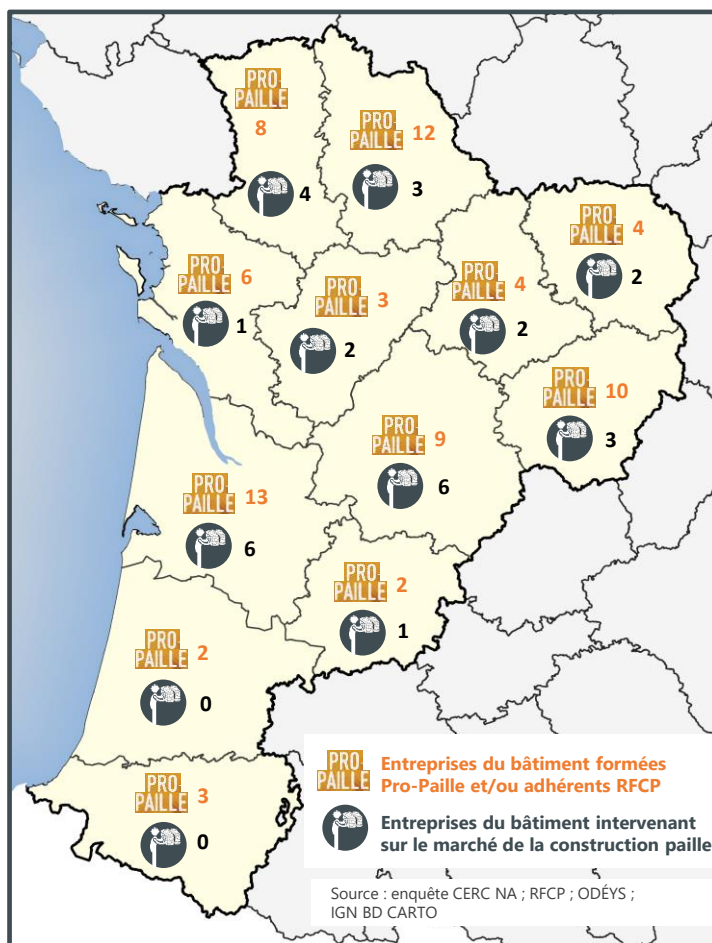 PRO
PAILLE
8
4
PRO
PAILLE
12
3
PRO
PAILLE
4
2
PRO
PAILLE
6
1
PRO
PAILLE
3
2
PRO
PAILLE
4
2
PRO
PAILLE
10
3
PRO
PAILLE
9
6
PRO
PAILLE
13
6
PRO
PAILLE
2
1
PRO
PAILLE
2
0
PRO
PAILLE
3
0
PRO
PAILLE
Entreprises du bâtiment formées
Pro-Paille et/ou adhérents RFCP
Entreprises du bâtiment intervenant
sur le marché de la construction paille
Source : enquête CERC NA ; RFCP ; ODÉYS ;
IGN BD CARTO